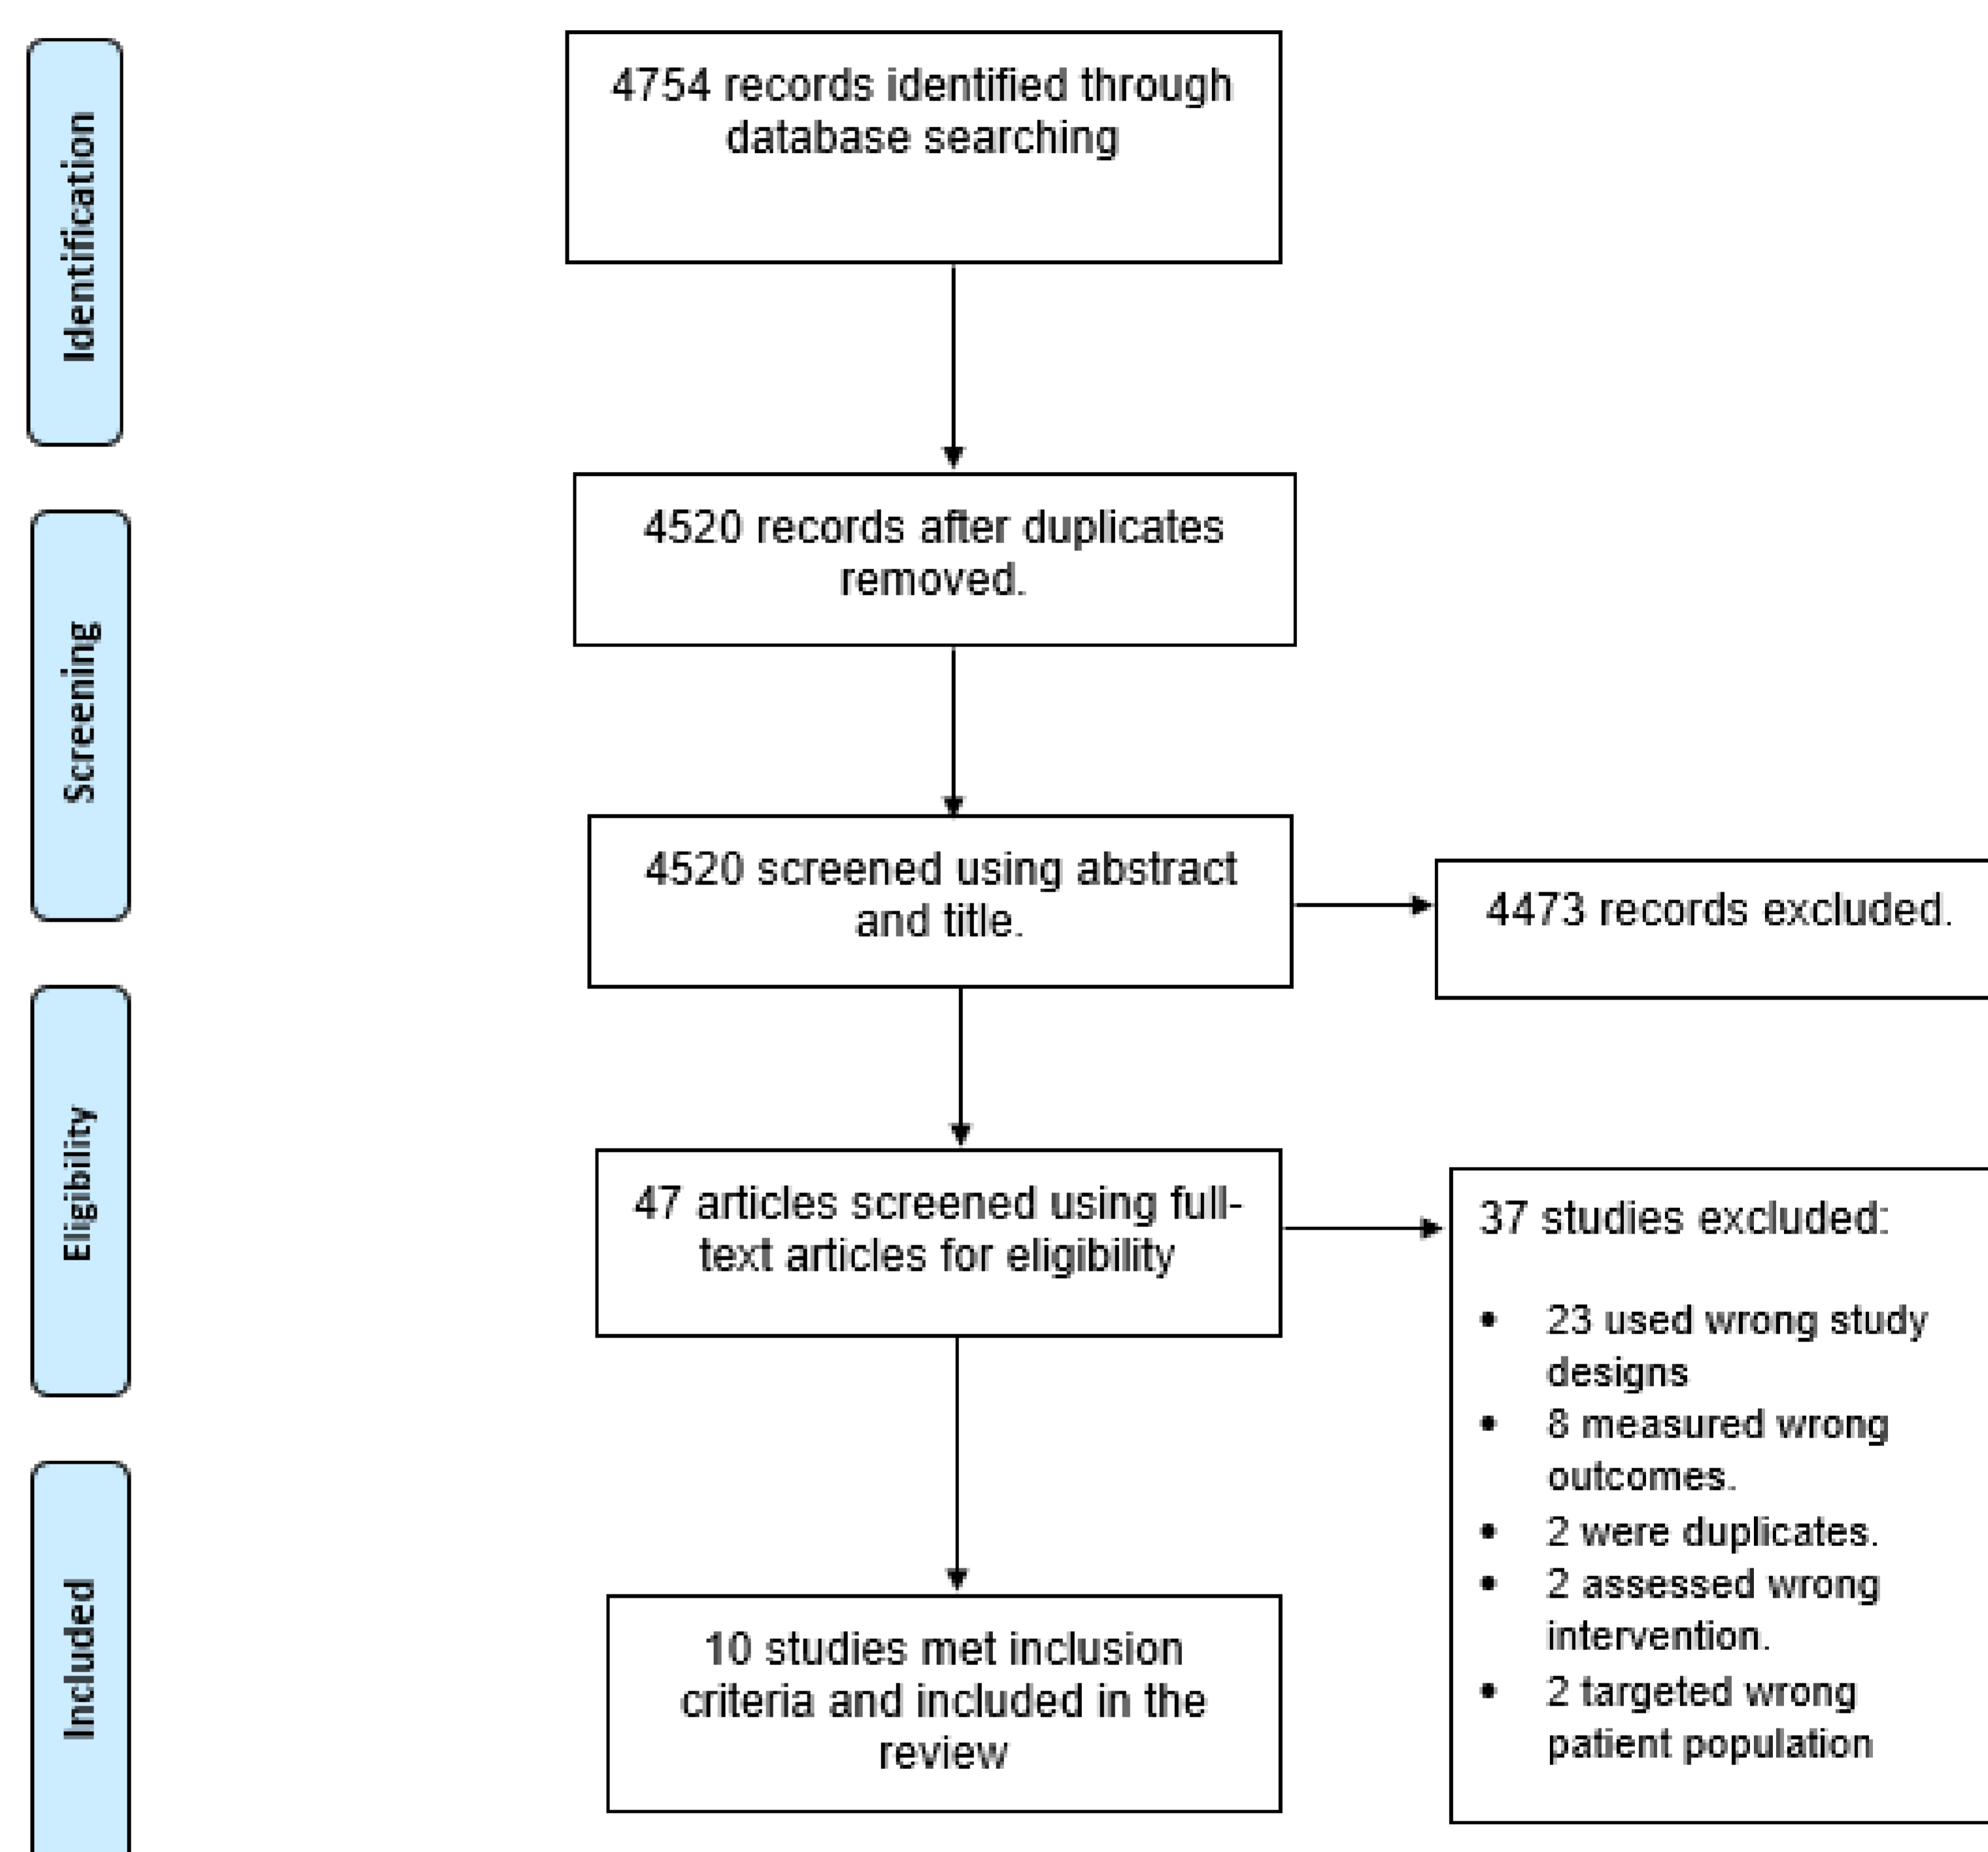 Identification
4754 records identified through
database searching
Screening
4520 records after duplicates
removed.
4520 screened using abstract
and title.
4473 records excluded.
Eligibility
47 articles screened using full-
text articles for eligibility
37 studies excluded:
• 23 used wrong study
designs
• 8 measured wrong
outcomes.
• 2 were duplicates.
• 2 assessed wrong
intervention.
• 2 targeted wrong
patient population
Included
10 studies met inclusion
criteria and included in the
review